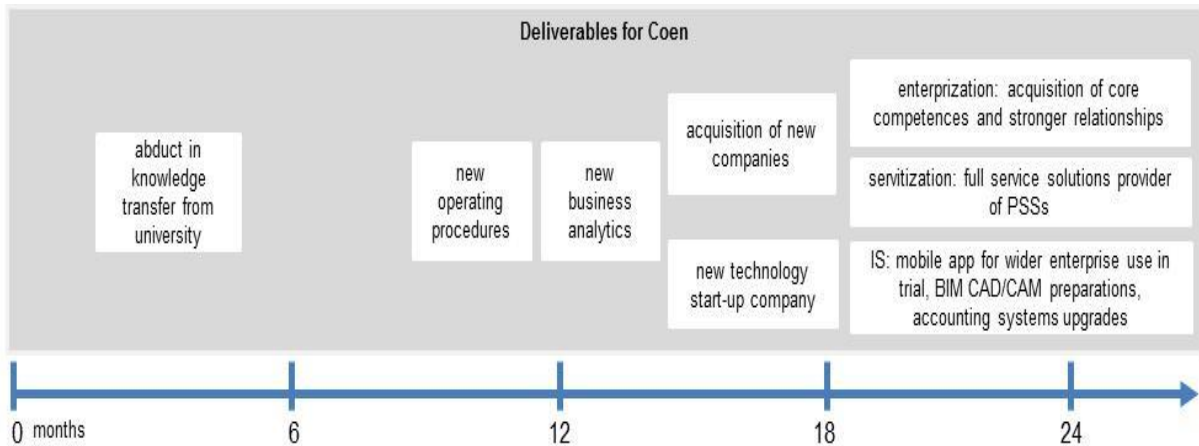 Deliverables for Coen
abduct in
knowledge
transfer from
university
new
operating
procedures
new
business
analytics
acquisition of new
companies
new technology
start-up company
enterprization: acquisition of core
competences and stronger relationships
servitization: full service solutions provider
of PSSs
IS: mobile app for wider enterprise use in
trial, BIM CAD/CAM preparations,
accounting systems upgrades
0 months 6 12 18 24